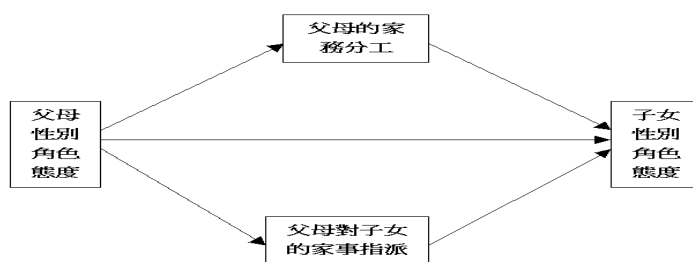 父母的家
務分工
父母
性別
角色
態度
子女
性別
角色
態度
父母對子女
的家事指派